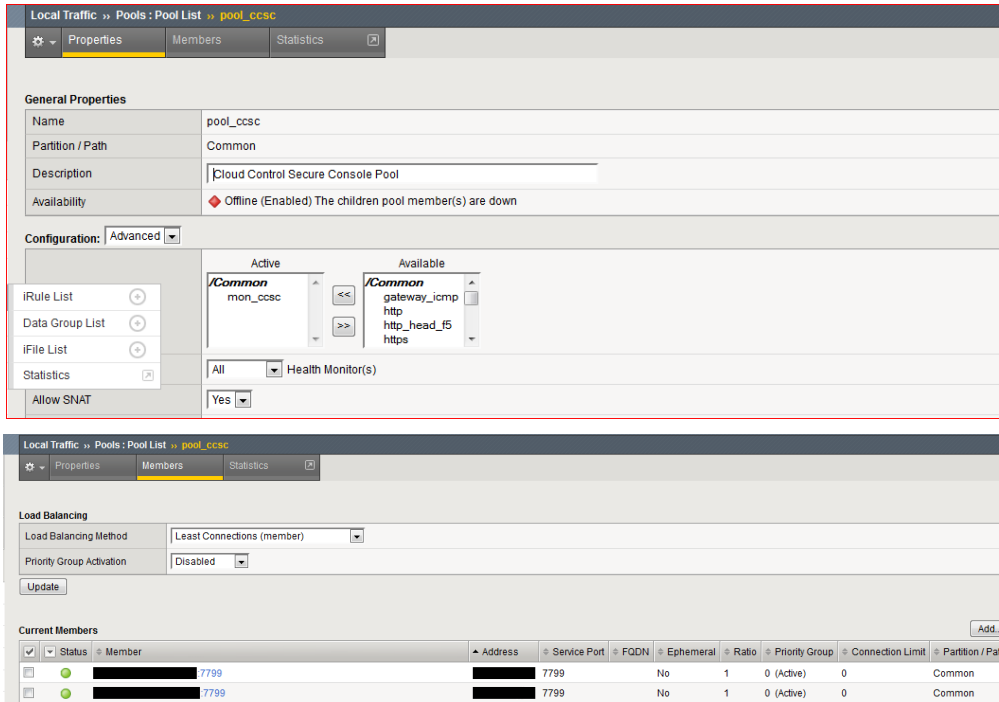 Local Traffic ›› Pools : Pool List ›› pool_ccsc
Properties Members Statistics
General Properties
Name pool_ccsc
Partition / Path Common
Description Cloud Control Secure Console Pool
Availability Offline (Enabled) The children pool member(s) are down
Configuration: Advanced
Active Available
/Common /Common
mon_ccsc << gateway_icmp
http
>> http_head_f5
https
iRule List
Data Group List
iFile List
Statistics
All Health Monitor(s)
Allow SNAT Yes
Local Traffic ›› Pools : Pool List ›› pool_ccsc
Properties Members Statistics
Load Balancing
Load Balancing Method Least Connections (member)
Priority Group Activation Disabled
Update
Current Members Add..
Status Member Address Service Port FQDN Ephemeral Ratio Priority Group Connection Limit Partition / Pat
:7799 7799 No 1 0 (Active) 0 Common
:7799 7799 No 1 0 (Active) 0 Common